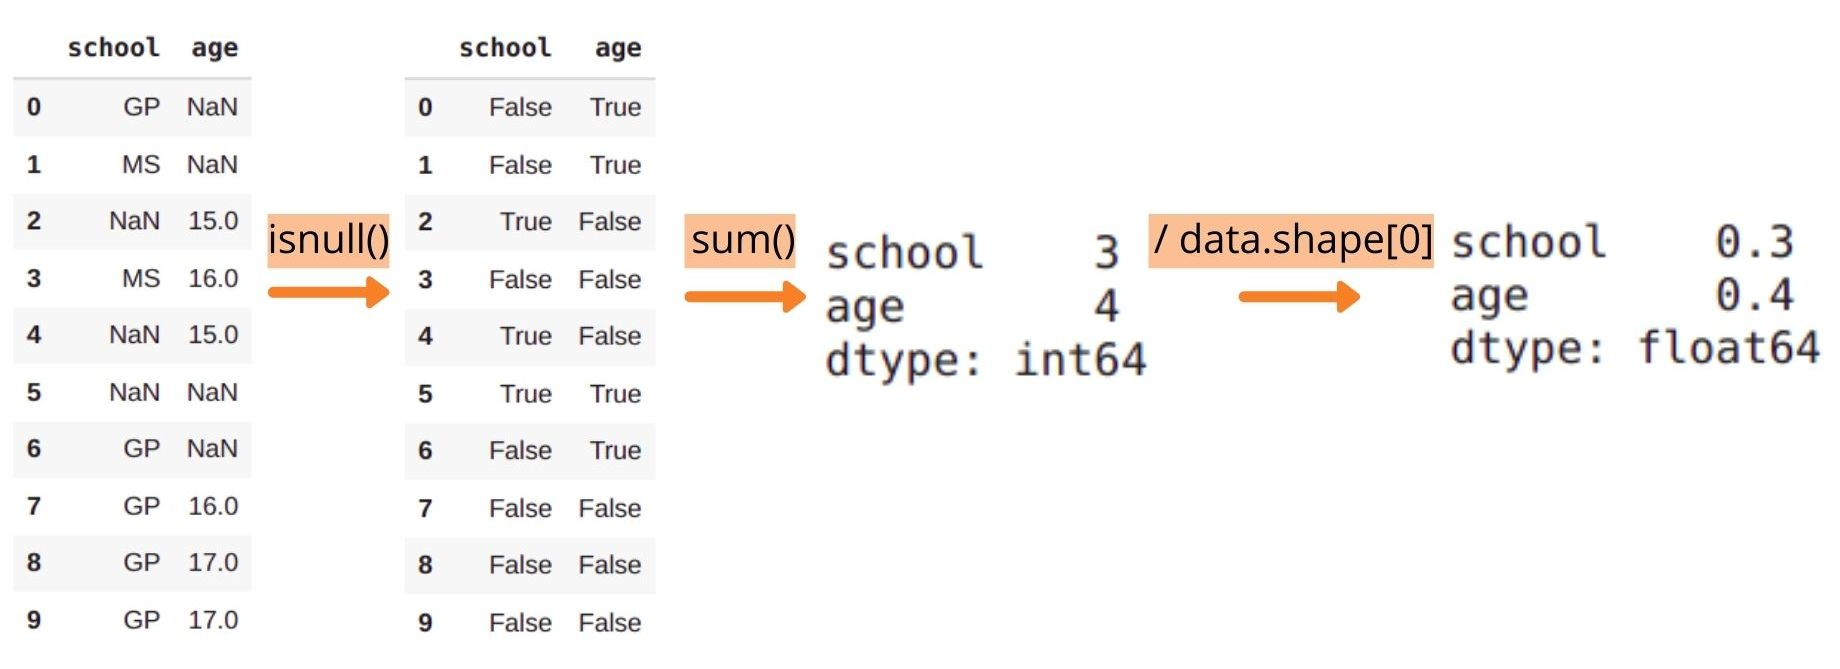 school age
0 GP NaN
1 MS NaN
2 NaN 15.0
3 MS 16.0
4 NaN 15.0
5 NaN NaN
6 GP NaN
7 GP 16.0
8 GP 17.0
9 GP 17.0
isnull()
school age
0 False True
1 False True
2 True False
3 False False
4 True False
5 True True
6 False True
7 False False
8 False False
9 False False
sum()
school 3
age 4
dtype: int64
/ data.shape[0]
school 0.3
age 0.4
dtype: float64